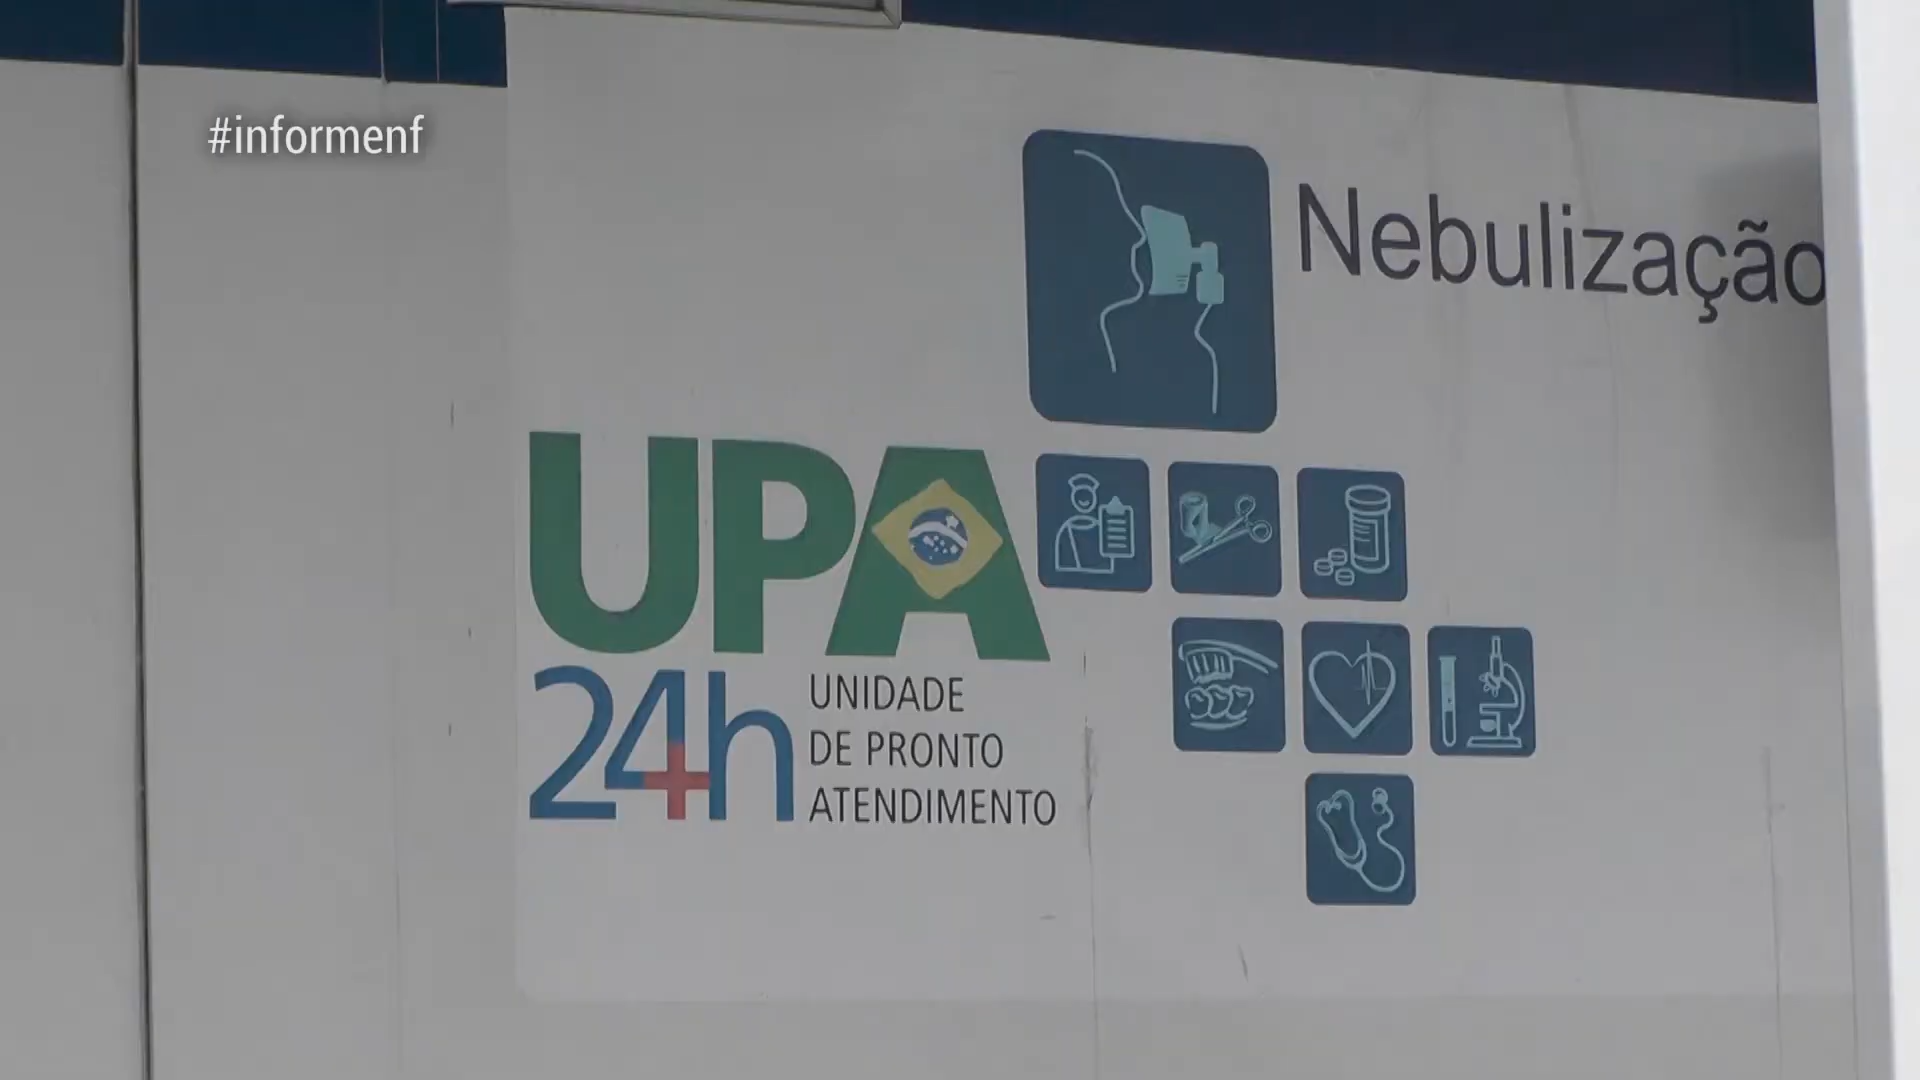 #informenf
Nebulização
UPA
24h
UNIDADE
DE PRONTO
ATENDIMENTO